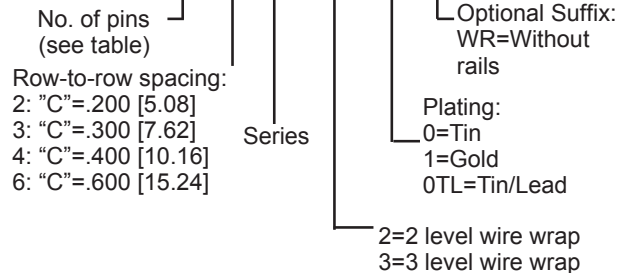 No. of pins
(see table)
Row-to-row spacing:
2: ”C”=.200 [5.08]
3: “C”=.300 [7.62]
4: “C”=.400 [10.16]
6: “C”=.600 [15.24]
Series
Optional Suffix:
WR=Without
rails
Plating:
0=Tin
1=Gold
0TL=Tin/Lead
2=2 level wire wrap
3=3 level wire wrap